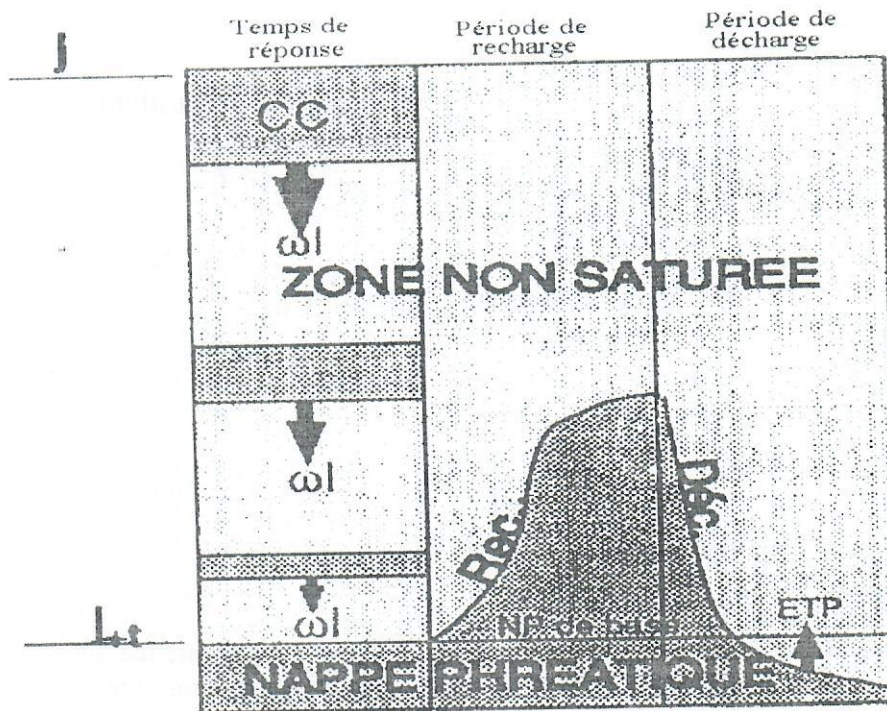 J
Temps de
réponse
Période de
recharge
Période de
décharge
CC
ωl
ZONE NON SATUREE
ωl
Rec.
Déc.
ωl
NP de base
ETP
NAPPE PHREATIQUE